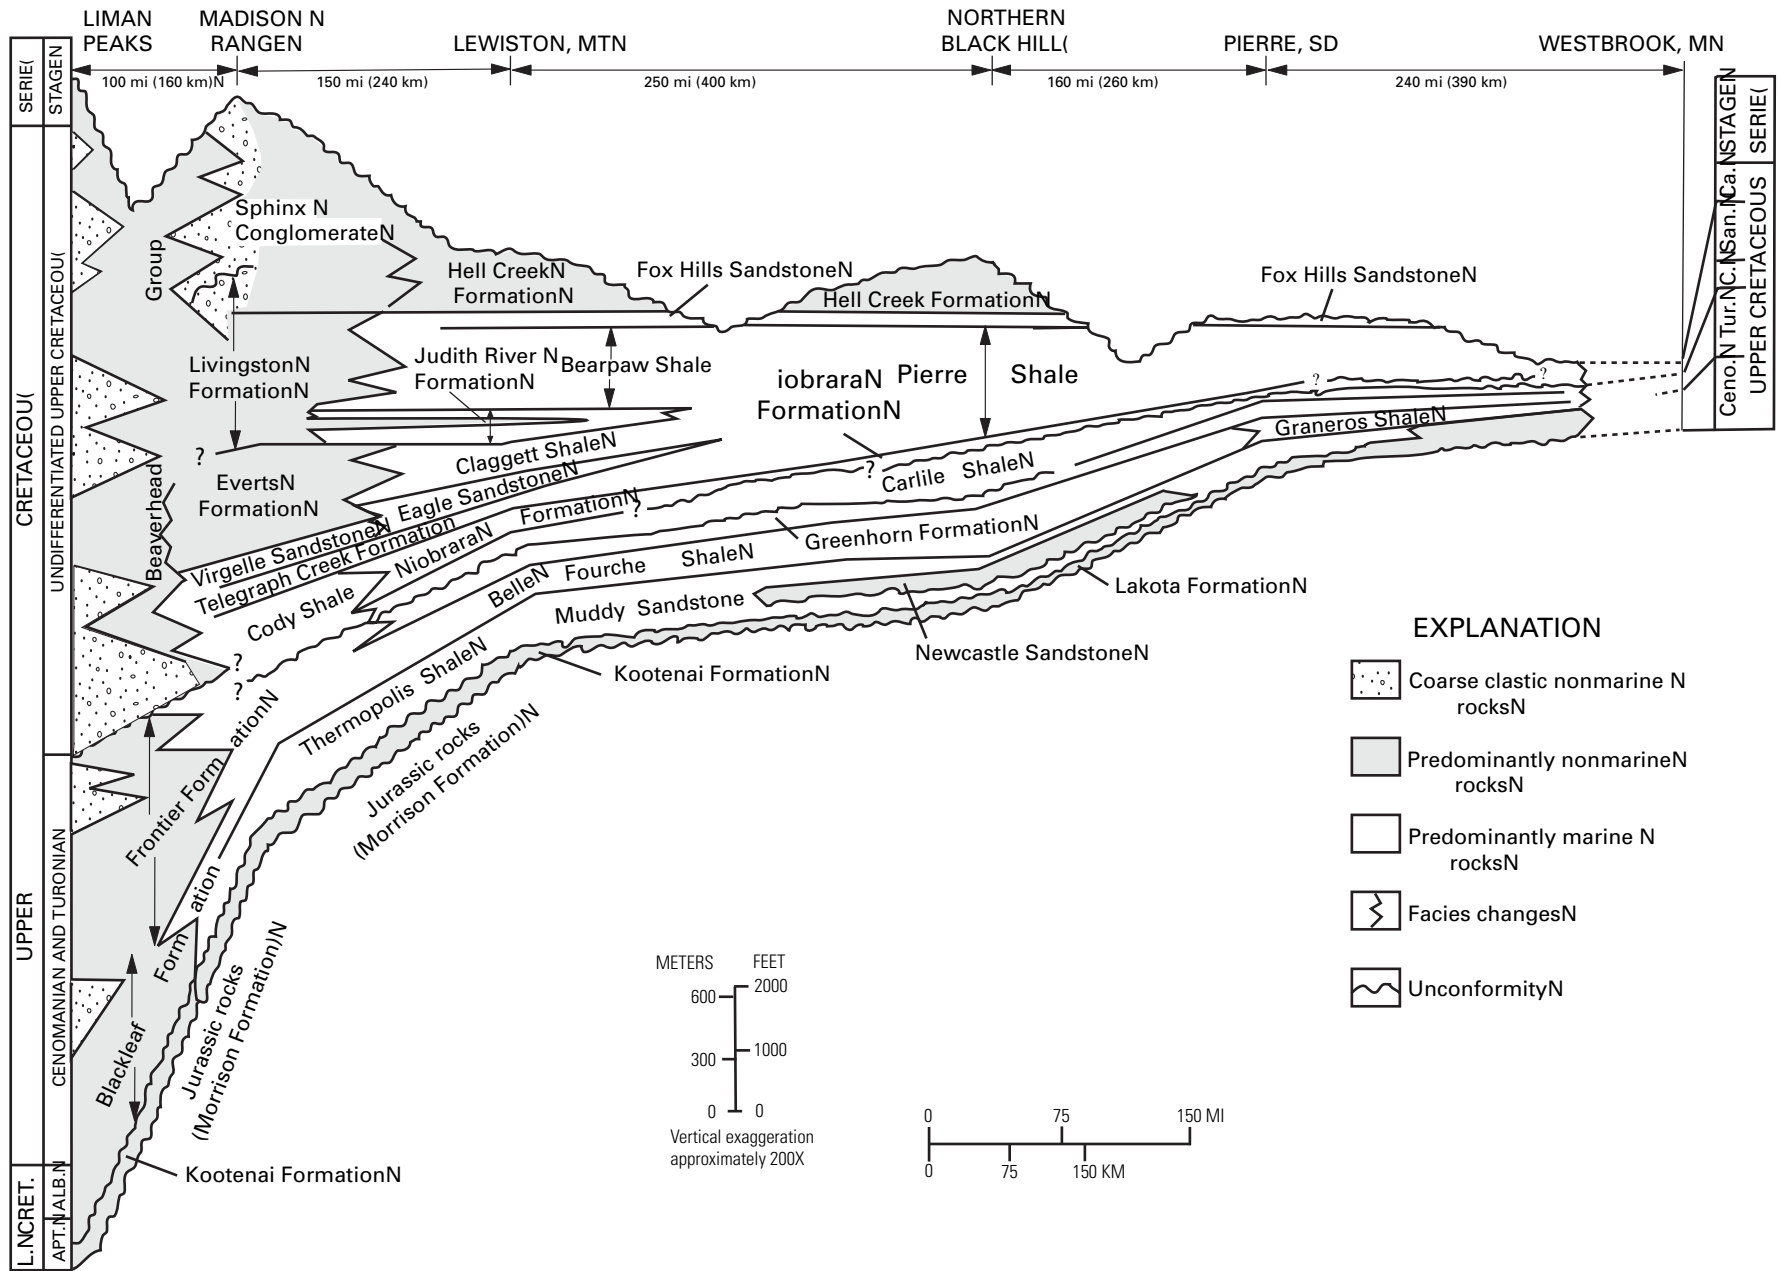 LIMAN
PEAKS
MADISON N
RANGEN
LEWISTON, MTN
NORTHERN
BLACK HILL(
PIERRE, SD
WESTBROOK, MN
100 mi (160 km)N
150 mi (240 km)
250 mi (400 km)
160 mi (260 km)
240 mi (390 km)
SERIE(
STAGEN
CRETACEOU(
UPPER
L.NCRET.
UNDIFFERENTIATED UPPER CRETACEOU(
CENOMANIAN AND TURONIAN
APT.NALB.N
STAGEN
SERIE(
Ceno.N Tur.NC.NSan.NCa.N
UPPER CRETACEOUS
Sphinx N
ConglomerateN
Group
Beaverhead
Hell CreekN
FormationN
Fox Hills SandstoneN
Hell Creek FormationN
Fox Hills SandstoneN
LivingstonN
FormationN
Judith River N
FormationN
Bearpaw Shale
iobraraN
FormationN
Pierre Shale
?
?
?
EvertsN
FormationN
Claggett ShaleN
Eagle SandstoneN
Virgelle SandstoneN
Telegraph Creek Formation
NiobraraN FormationN
?
?
Carlile ShaleN
Graneros ShaleN
Cody Shale
BelleN Fourche ShaleN
Greenhorn FormationN
Muddy Sandstone
Lakota FormationN
Newcastle SandstoneN
Kootenai FormationN
?
?
Thermopolis ShaleN
Frontier Form ationN
Jurassic rocks
(Morrison Formation)N
Blackleaf Form ation
Jurassic rocks
(Morrison Formation)N
Kootenai FormationN
EXPLANATION
Coarse clastic nonmarine N
rocksN
Predominantly nonmarineN
rocksN
Predominantly marine N
rocksN
Facies changesN
UnconformityN
METERS FEET
600 2000
300 1000
0 0
Vertical exaggeration
approximately 200X
0 75 150 MI
0 75 150 KM